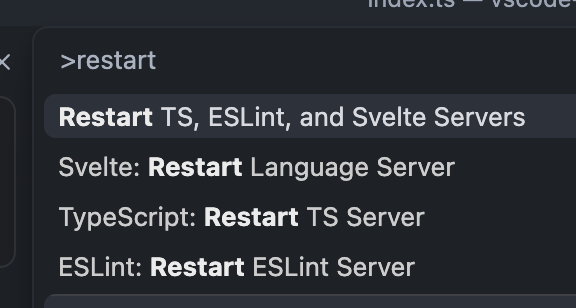 index.ts — vscode-
>restart
Restart TS, ESLint, and Svelte Servers
Svelte: Restart Language Server
TypeScript: Restart TS Server
ESLint: Restart ESLint Server